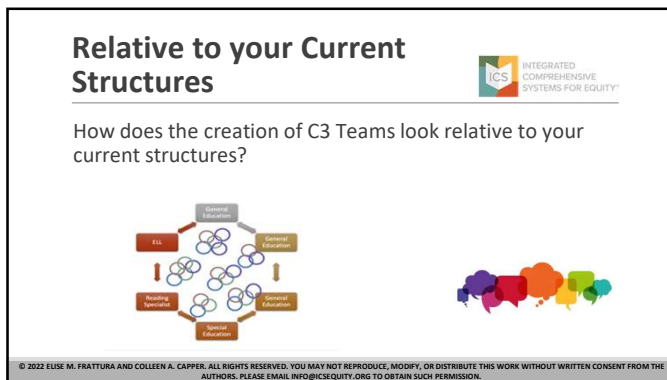 Relative to your Current
Structures
ICS
INTEGRATED
COMPREHENSIVE
SYSTEMS FOR EQUITY
How does the creation of C3 Teams look relative to your
current structures?
General
Education
ELL
General
Education
Reading
Specialist
General
Education
Special
Education
© 2022 ELISE M. FRATTURA AND COLLEEN A. CAPPER. ALL RIGHTS RESERVED. YOU MAY NOT REPRODUCE, MODIFY, OR DISTRIBUTE THIS WORK WITHOUT WRITTEN CONSENT FROM THE
AUTHORS. PLEASE EMAIL INFO@ICSEQUITY.ORG TO OBTAIN SUCH PERMISSION.